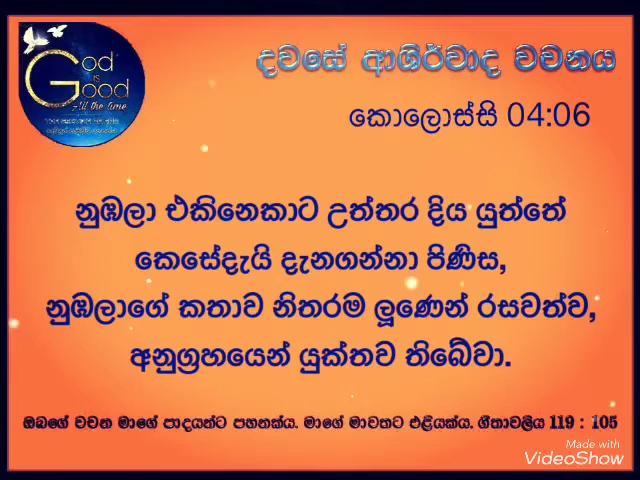 God
is
Good
All the time
දවසේ ආශිර්වාද වචනය
කොලොස්සි 04:06
නුඹලා එකිනෙකාට උත්තර දිය යුත්තේ
කෙසේදැයි දැනගන්නා පිණිස,
නුඹලාගේ කතාව නිතරම ලූණෙන් රසවත්ව,
අනුග්‍රහයෙන් යුක්තව තිබේවා.
ඔබගේ වචන මාගේ පාදයන්ට පහනක්ය. මාගේ මාවතට එළියක්ය. ගීතාවලිය 119 : 105
Made with
VideoShow